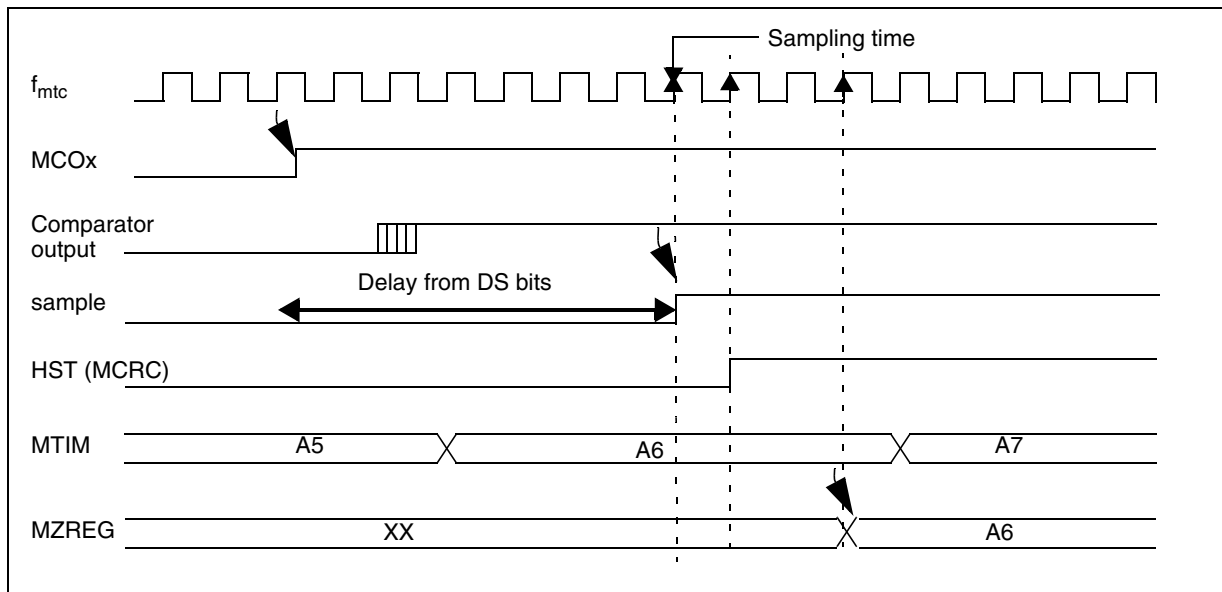 Sampling time
fmtc
MCOx
Comparator
output
Delay from DS bits
sample
HST (MCRC)
MTIM
A5
A6
A7
MZREG
XX
A6